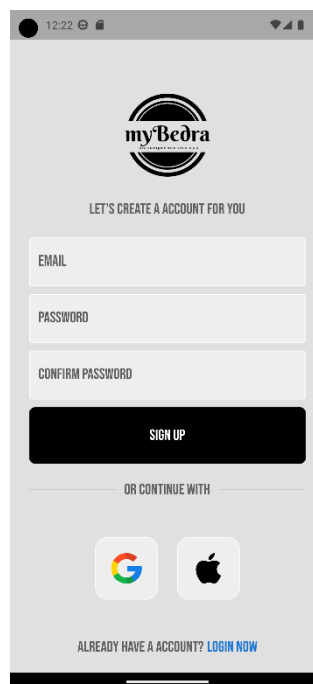 12:22
myBedra
LET'S CREATE A ACCOUNT FOR YOU
EMAIL
PASSWORD
CONFIRM PASSWORD
SIGN UP
OR CONTINUE WITH
ALREADY HAVE A ACCOUNT? LOGIN NOW